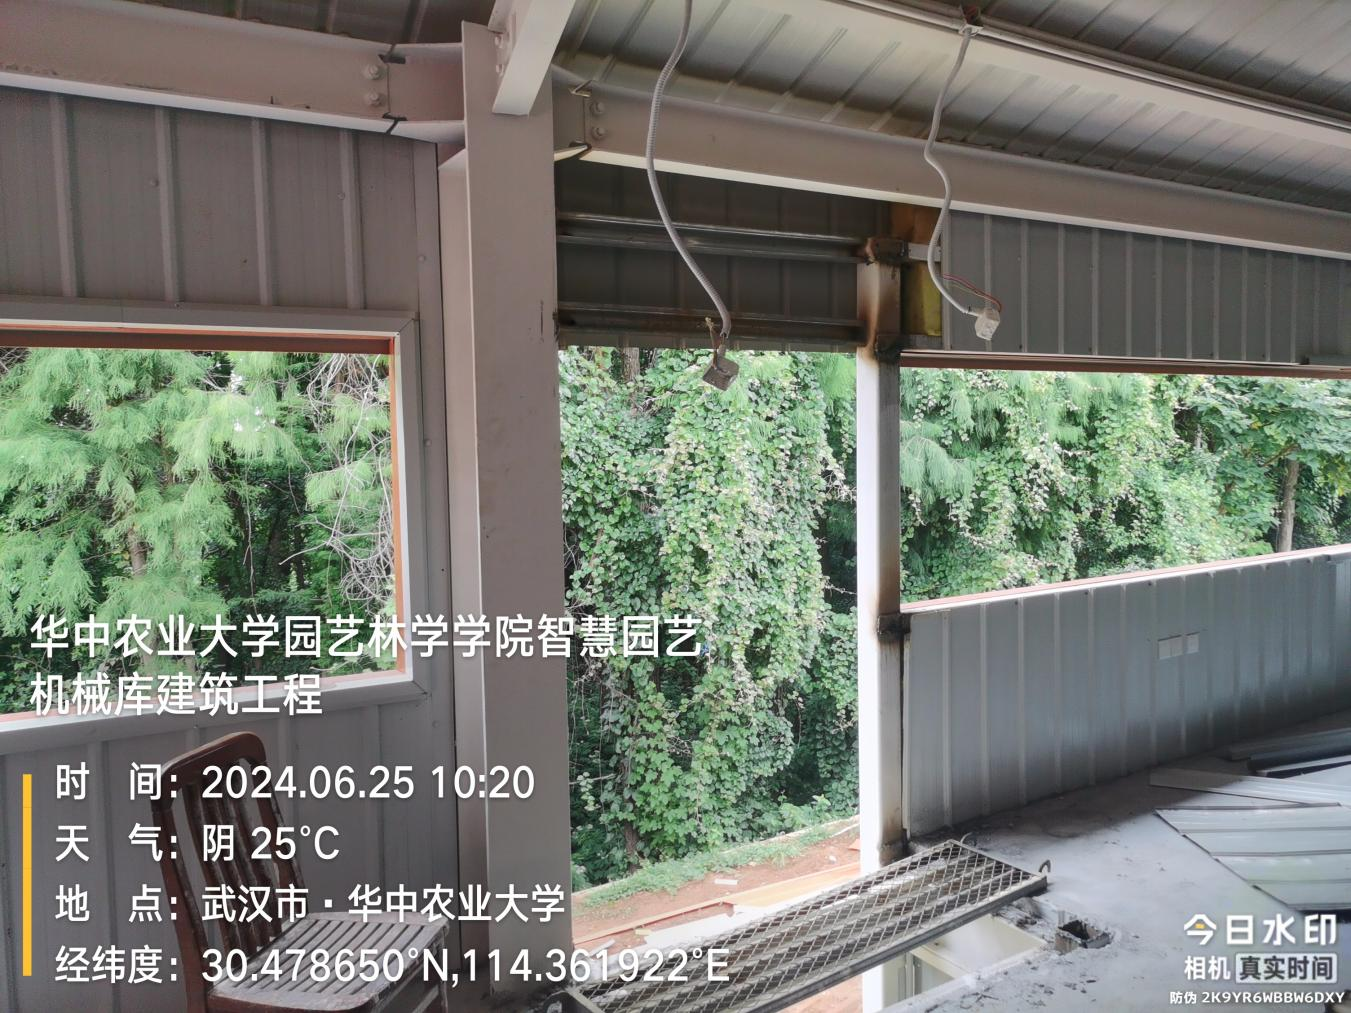 华中农业大学园艺林学学院智慧园艺
机械库建筑工程
时 间：2024.06.25 10:20
天 气：阴 25℃
地 点：武汉市·华中农业大学
经纬度：30.478650°N,114.361922°E
今日水印
相机 真实时间
防伪 2K9YR6WBBW6DXY